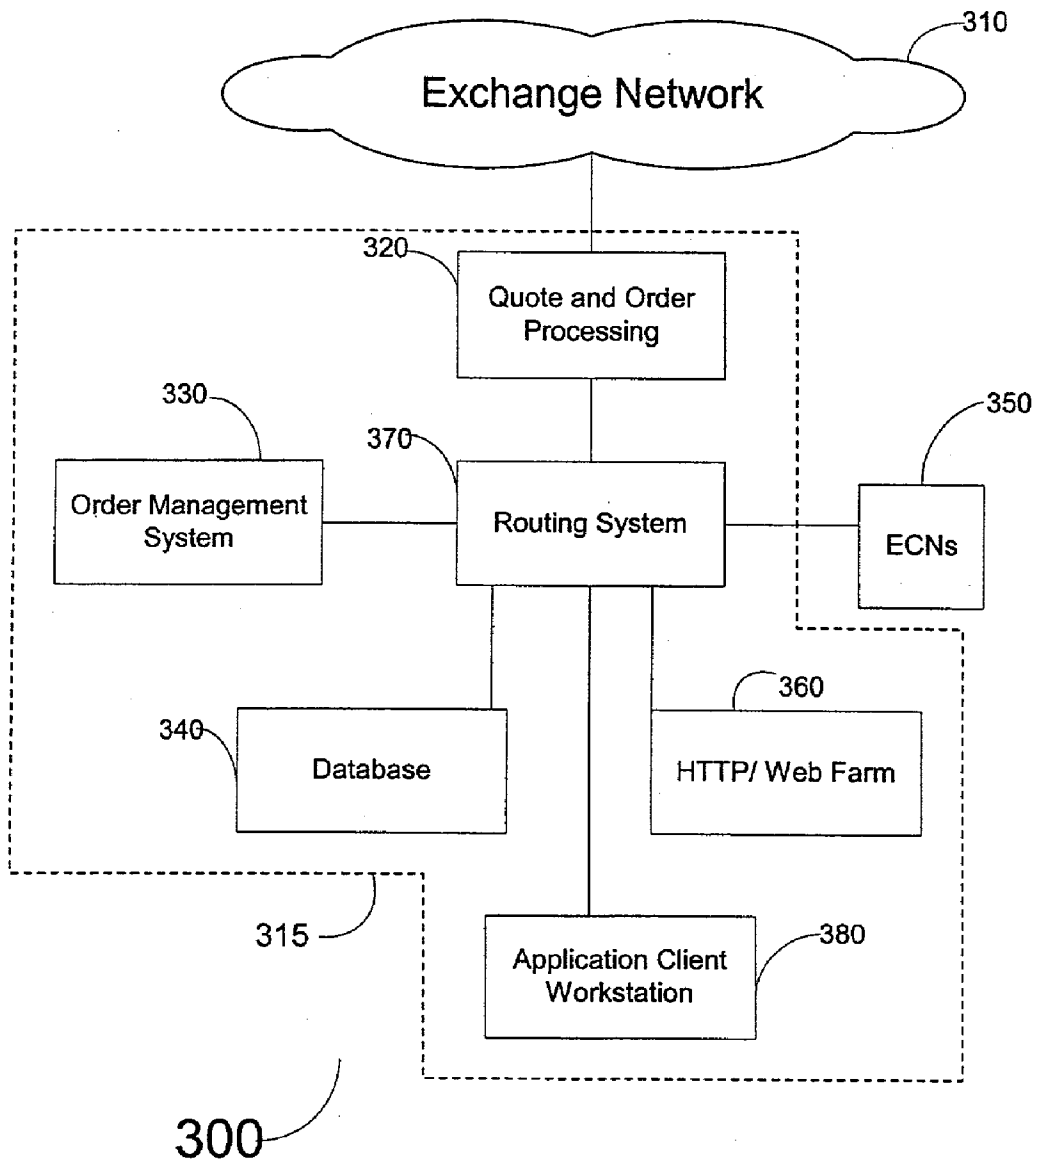 310
Exchange Network
320
Quote and Order
Processing
330
370
350
Order Management
System
Routing System
ECNs
360
340
Database
HTTP/ Web Farm
315
380
Application Client
Workstation
300